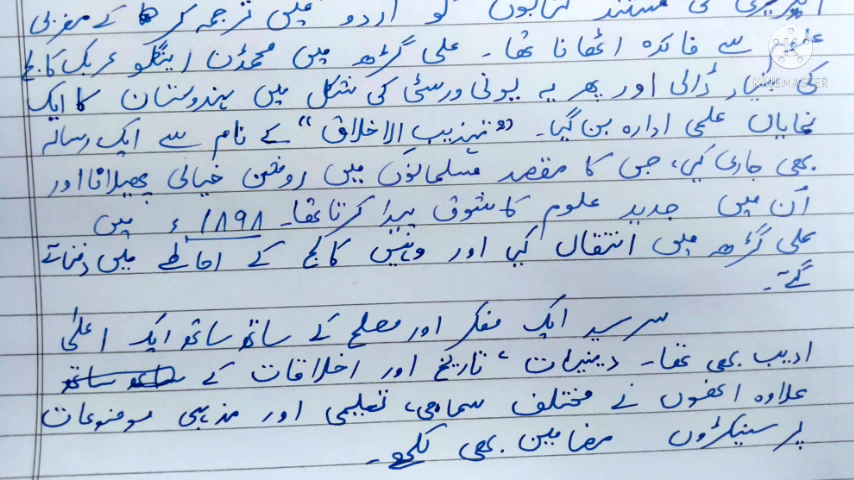 انگریزی کی مستند کتابوں کو اردو میں ترجمہ کر کے مغربی
علوم سے فائدہ اٹھانا تھا۔ علی گڑھ میں محمڈن اینگلو عربک کالج
KINEMASTER
کی بنیاد ڈالی اور پھر یہ یونی ورسٹی کی شکل میں ہندوستان کا ایک
نمایاں علمی ادارہ بن گیا۔ "تہذیب الاخلاق" کے نام سے ایک رسالہ
بھی جاری کیا، جس کا مقصد مسلمانوں میں روشن خیالی پھیلانا اور
اُن میں جدید علوم کا شوق پیدا کرنا تھا۔ ۱۸۹۸ء میں
علی گڑھ میں انتقال کیا اور وہیں کالج کے احاطے میں دفنائے
گئے۔
سرسید ایک مفکر اور مصلح کے ساتھ ساتھ ایک اعلیٰ
ادیب بھی تھا۔ دینیات، تاریخ اور اخلاقات کے
علاوہ انھوں نے مختلف سماجی، تعلیمی اور مذہبی موضوعات
پر سینکڑوں مضامین بھی لکھے۔